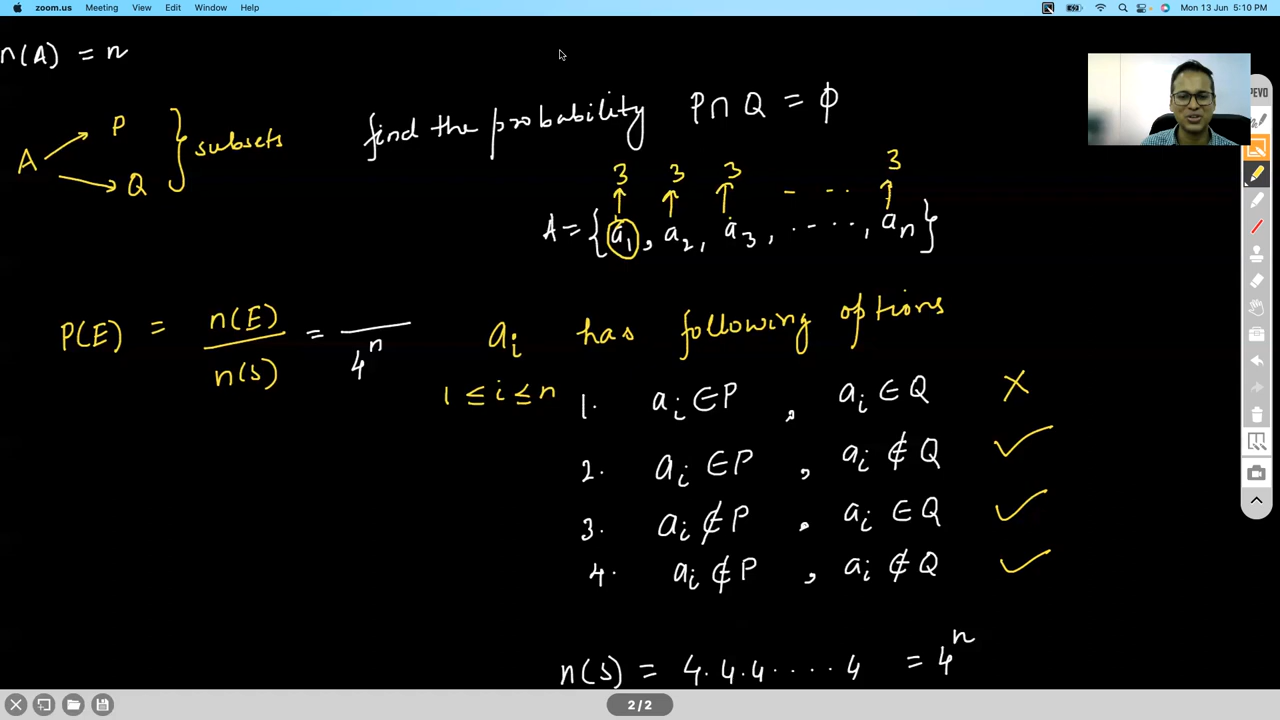 zoom.us Meeting View Edit Window Help Mon 13 Jun 5:10 PM
n(A) = n
find the probability P∩Q = ϕ
A → P
→ Q } subsets
3 3 3 - - .. 3
A = {a₁, a₂, a₃, ....., aₙ}
P(E) = n(E)/n(S) = /4ⁿ
aᵢ has following options
1 ≤ i ≤ n
1. aᵢ ∈ P , aᵢ ∈ Q ✗
2. aᵢ ∈ P , aᵢ ∉ Q ✓
3. aᵢ ∉ P , aᵢ ∈ Q ✓
4. aᵢ ∉ P , aᵢ ∉ Q ✓
n(S) = 4.4.4.....4 = 4ⁿ
2/2